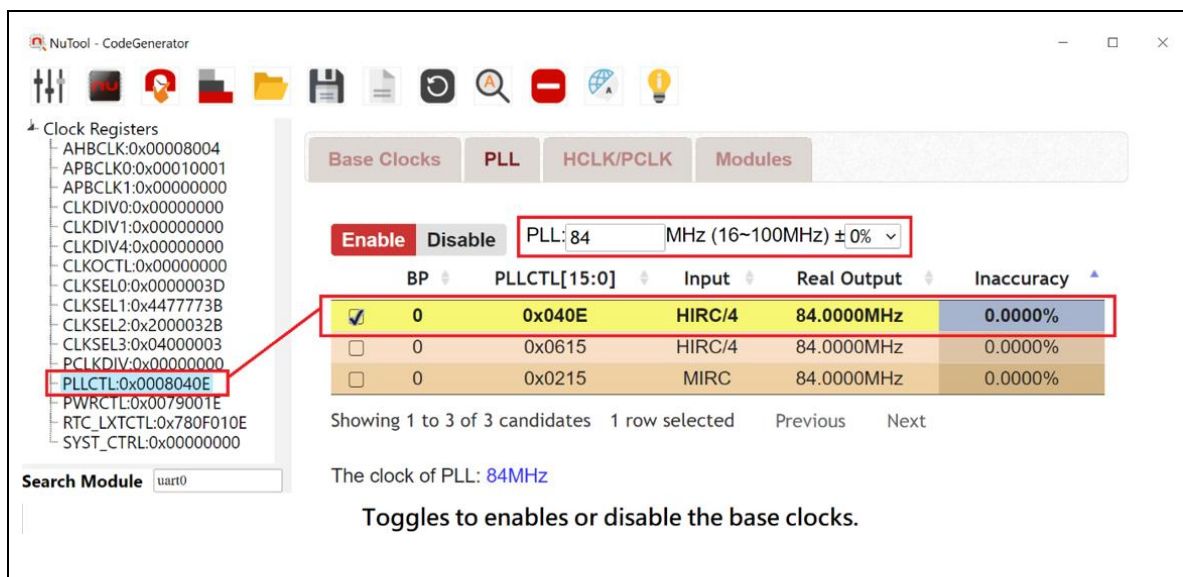 NuTool - CodeGenerator
nu
A
A
Clock Registers
AHBCLK:0x00008004
APBCLK0:0x00010001
APBCLK1:0x00000000
CLKDIV0:0x00000000
CLKDIV1:0x00000000
CLKDIV4:0x00000000
CLKOCTL:0x00000000
CLKSEL0:0x0000003D
CLKSEL1:0x4477773B
CLKSEL2:0x2000032B
CLKSEL3:0x04000003
PCLKDIV:0x00000000
PLLCTL:0x0008040E
PWRCTL:0x0079001E
RTC_LXTCTL:0x780F010E
SYST_CTRL:0x00000000
Search Module uart0
Base Clocks PLL HCLK/PCLK Modules
Enable Disable PLL: 84 MHz (16~100MHz) ± 0%
BP PLLCTL[15:0] Input Real Output Inaccuracy
0 0x040E HIRC/4 84.0000MHz 0.0000%
0 0x0615 HIRC/4 84.0000MHz 0.0000%
0 0x0215 MIRC 84.0000MHz 0.0000%
Showing 1 to 3 of 3 candidates 1 row selected Previous Next
The clock of PLL: 84MHz
Toggles to enables or disable the base clocks.